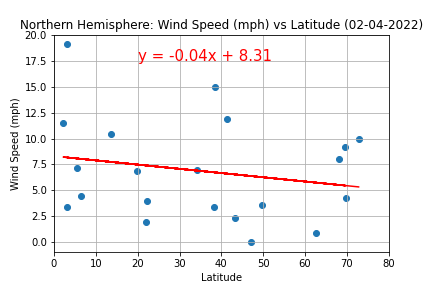 Northern Hemisphere: Wind Speed (mph) vs Latitude (02-04-2022)
y = -0.04x + 8.31
20.0
17.5
15.0
12.5
10.0
7.5
5.0
2.5
0.0
Wind Speed (mph)
0 10 20 30 40 50 60 70 80
Latitude